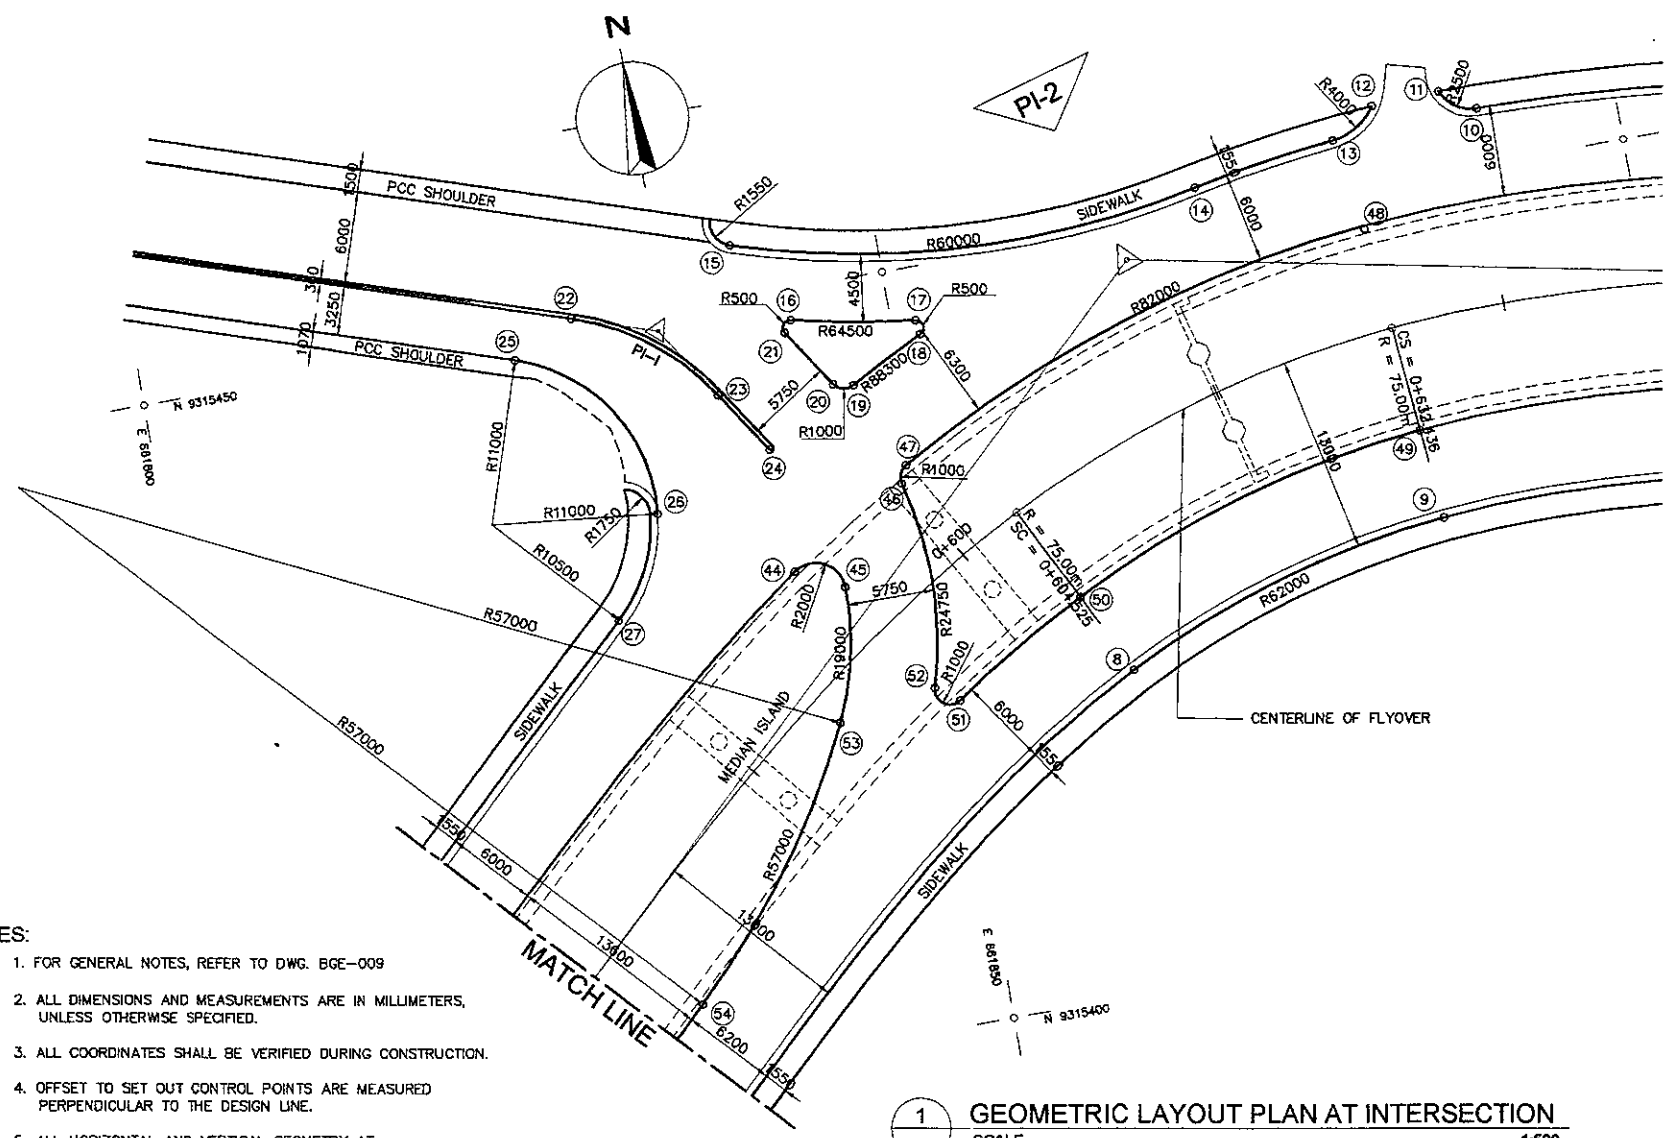 N
PI-2
12
11
R2500
R4000
10
13
6000
1500
PCC SHOULDER
R1550
155
SIDEWALK
14
6000
48
6000
15
R60000
300
3250
22
4500
R500
16
17
R500
R64500
R82000
1070
PCC SHOULDER
25
PI-1
21
18
6300
CS = 0+632.136
R = 75.00m
23
5750
R88300
20
19
R1000
N 9315450
E 661800
24
47
R1000
46
13000
49
R11000
26
R11000
R1750
0+600
R = 75.00m
SC = 0+604.525
9
R10500
44
45
5750
50
R2000
R24750
R62000
R57000
27
R19000
8
52
R1000
51
SIDEWALK
6000
CENTERLINE OF FLYOVER
R57000
MEDIAN ISLAND
53
1550
1550
6000
R57000
SIDEWALK
13000
13600
E 661850
N 9315400
MATCH LINE
54
6200
1550
ES:
1. FOR GENERAL NOTES, REFER TO DWG. BGE-009
2. ALL DIMENSIONS AND MEASUREMENTS ARE IN MILLIMETERS,
UNLESS OTHERWISE SPECIFIED.
3. ALL COORDINATES SHALL BE VERIFIED DURING CONSTRUCTION.
4. OFFSET TO SET OUT CONTROL POINTS ARE MEASURED
PERPENDICULAR TO THE DESIGN LINE.
1 GEOMETRIC LAYOUT PLAN AT INTERSECTION